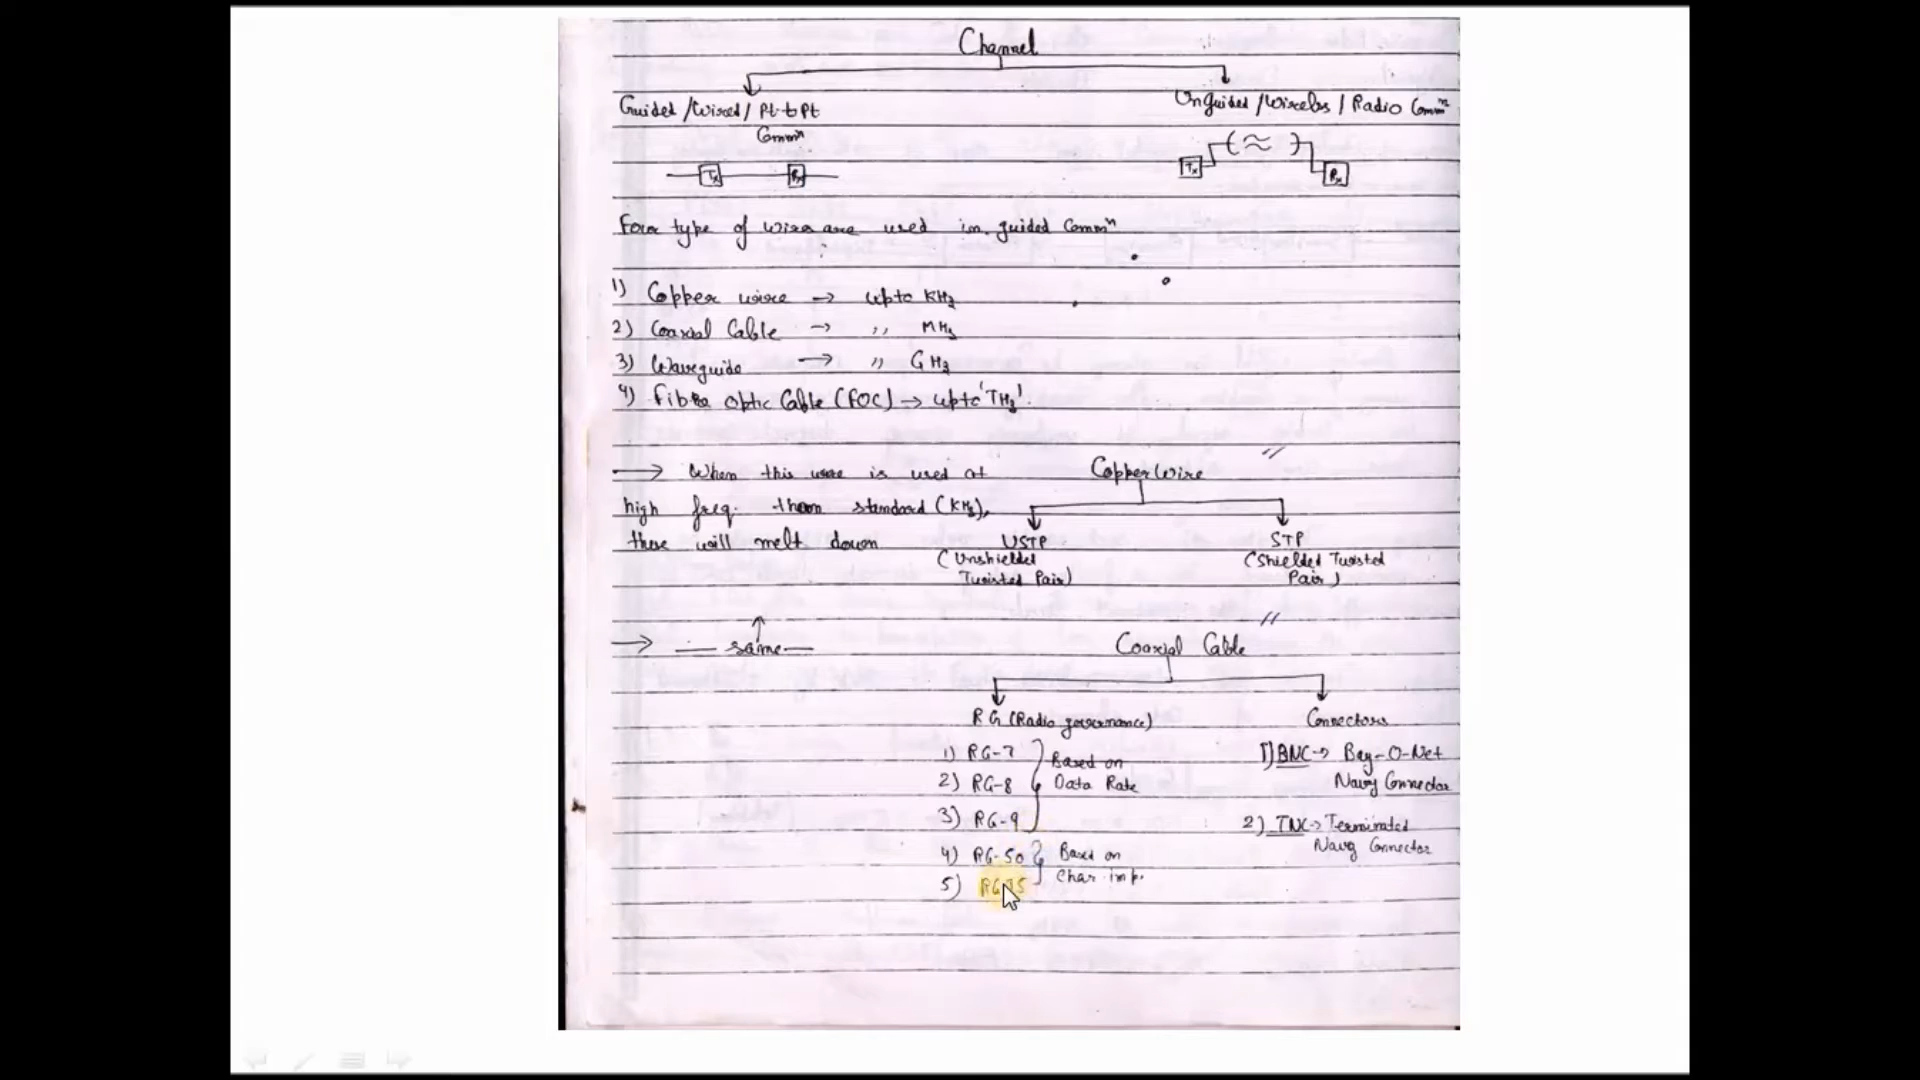 Channel
Guided /Wired/ Pt-to-Pt
Commⁿ
UnGuided /Wireless / Radio Commⁿ
Tx
Rx
Tx
Rx
Four type of wires are used in guided Commⁿ
1) Copper wire → upto KHz
2) Coaxial Cable → ,, MHz
3) Waveguide → ,, GHz
4) Fibre Optic Cable (FOC) → upto 'THz'.
→ When this wire is used at
high freq. than standard (KHz),
there will melt down
Copper Wire
USTP
(Unshielded
Twisted Pair)
STP
(Shielded Twisted
Pair)
→ — same —
Coaxial Cable
RG (Radio governance)
1) RG-7
2) RG-8
3) RG-9
Based on
Data Rate
4) RG-50
5) RG-75
Based on
Char imp.
Connectors
1) BNC → Bay-O-Net
Navy Connector
2) TNC → Terminated
Navy Connector